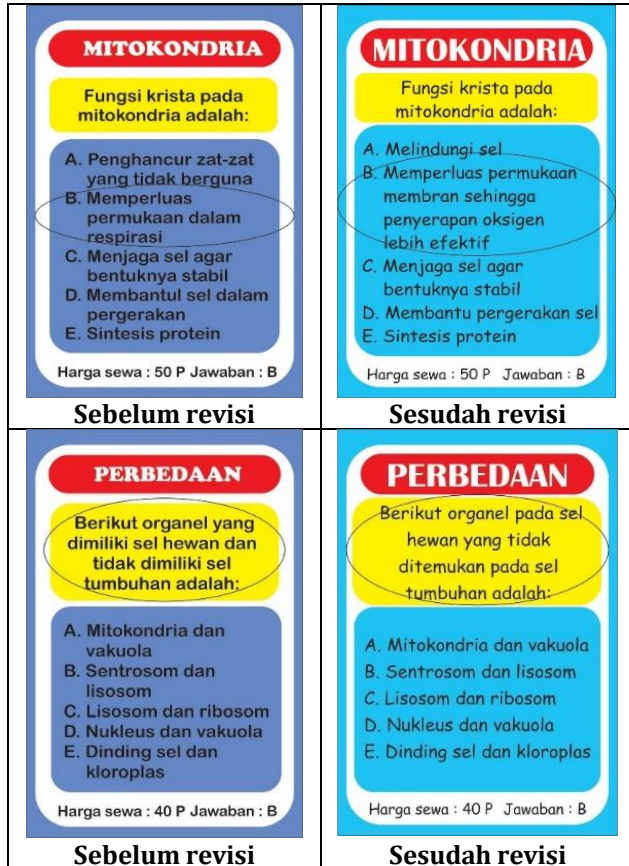 MITOKONDRIA
Fungsi krista pada
mitokondria adalah:
A. Penghancur zat-zat
yang tidak berguna
B. Memperluas
permukaan dalam
respirasi
C. Menjaga sel agar
bentuknya stabil
D. Membantul sel dalam
pergerakan
E. Sintesis protein
Harga sewa : 50 P Jawaban : B
Sebelum revisi
MITOKONDRIA
Fungsi krista pada
mitokondria adalah:
A. Melindungi sel
B. Memperluas permukaan
membran sehingga
penyerapan oksigen
lebih efektif
C. Menjaga sel agar
bentuknya stabil
D. Membantu pergerakan sel
E. Sintesis protein
Harga sewa : 50 P Jawaban : B
Sesudah revisi
PERBEDAAN
Berikut organel yang
dimiliki sel hewan dan
tidak dimiliki sel
tumbuhan adalah:
A. Mitokondria dan
vakuola
B. Sentrosom dan
lisosom
C. Lisosom dan ribosom
D. Nukleus dan vakuola
E. Dinding sel dan
kloroplas
Harga sewa : 40 P Jawaban : B
Sebelum revisi
PERBEDAAN
Berikut organel pada sel
hewan yang tidak
ditemukan pada sel
tumbuhan adalah:
A. Mitokondria dan vakuola
B. Sentrosom dan lisosom
C. Lisosom dan ribosom
D. Nukleus dan vakuola
E. Dinding sel dan kloroplas
Harga sewa : 40 P Jawaban : B
Sesudah revisi